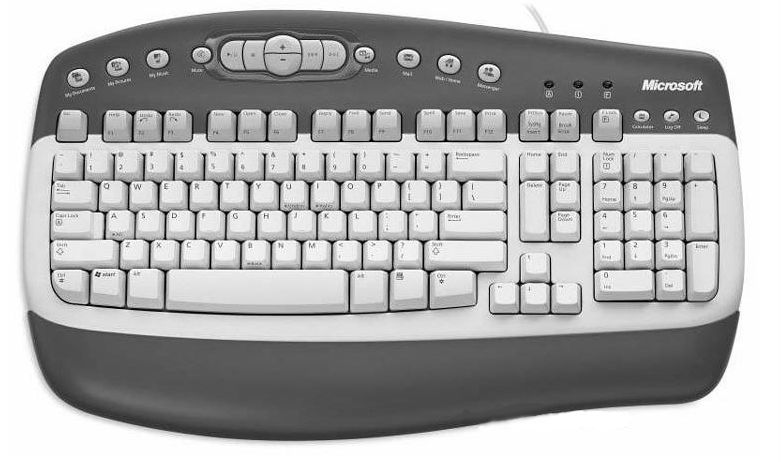 My Documents
My Pictures
My Music
Mute
Media
Mail
Web / Home
Messenger
A 1 F
Microsoft
Calculator
Log Off
Sleep
Esc
Help
F1
Undo
F2
Redo
F3
New
F4
Open
F5
Close
F6
Reply
F7
Fwd
F8
Send
F9
Spell
F10
Save
F11
Print
F12
PrtScn
SysRq
Insert
Pause
Break
F Lock
~
`
!
1
@
2
#
3
$
4
%
5
^
6
&
7
*
8
(
9
)
0
_
-
+
=
Backspace
Home
End
Num
Lock
/
*
-
Tab
Q
W
E
R
T
Y
U
I
O
P
{
[
}
]
|
\
Delete
Page
Up
7
Home
8
9
PgUp
+
Caps Lock
A
S
D
F
G
H
J
K
L
:
;
"
'
Enter
Page
Down
4
5
6
Shift
Z
X
C
V
B
N
M
<
,
>
.
?
/
Shift
1
End
2
3
PgDn
Enter
Ctrl
start
Alt
Alt
Ctrl
0
Ins
.
Del